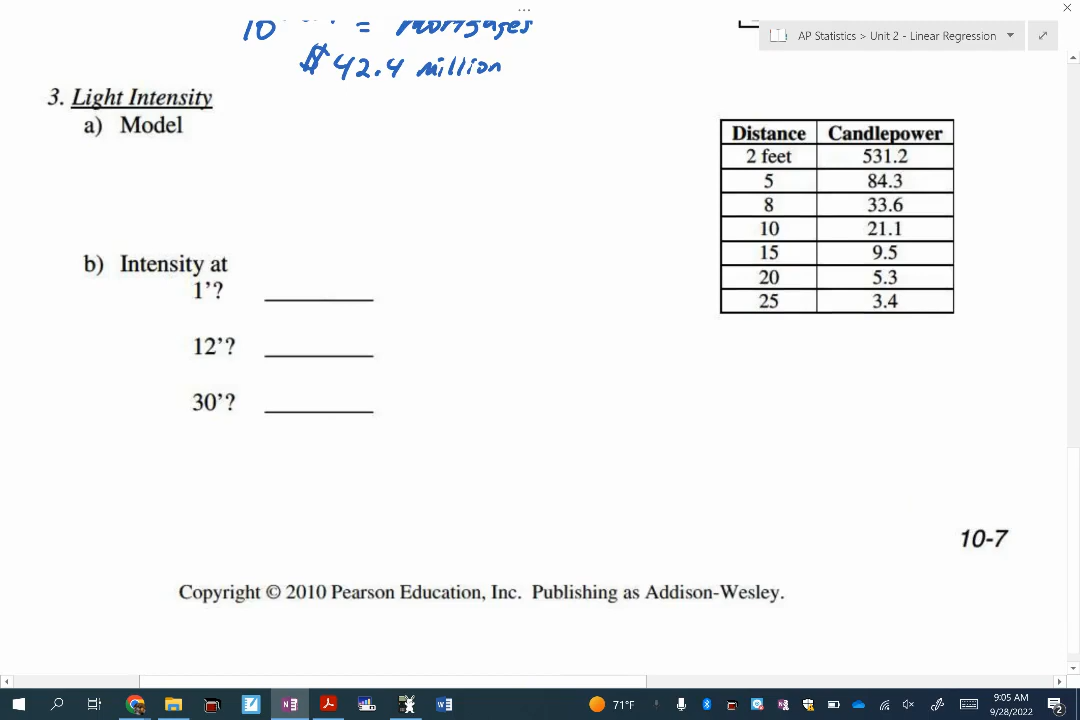 10 = mortgages
$42.4 million
AP Statistics > Unit 2 - Linear Regression
3. Light Intensity
a) Model
Distance Candlepower
2 feet 531.2
5 84.3
8 33.6
10 21.1
15 9.5
20 5.3
25 3.4
b) Intensity at
1'? 
12'? 
30'? 
10-7
Copyright © 2010 Pearson Education, Inc. Publishing as Addison-Wesley.
71°F
9:05 AM
9/28/2022
2